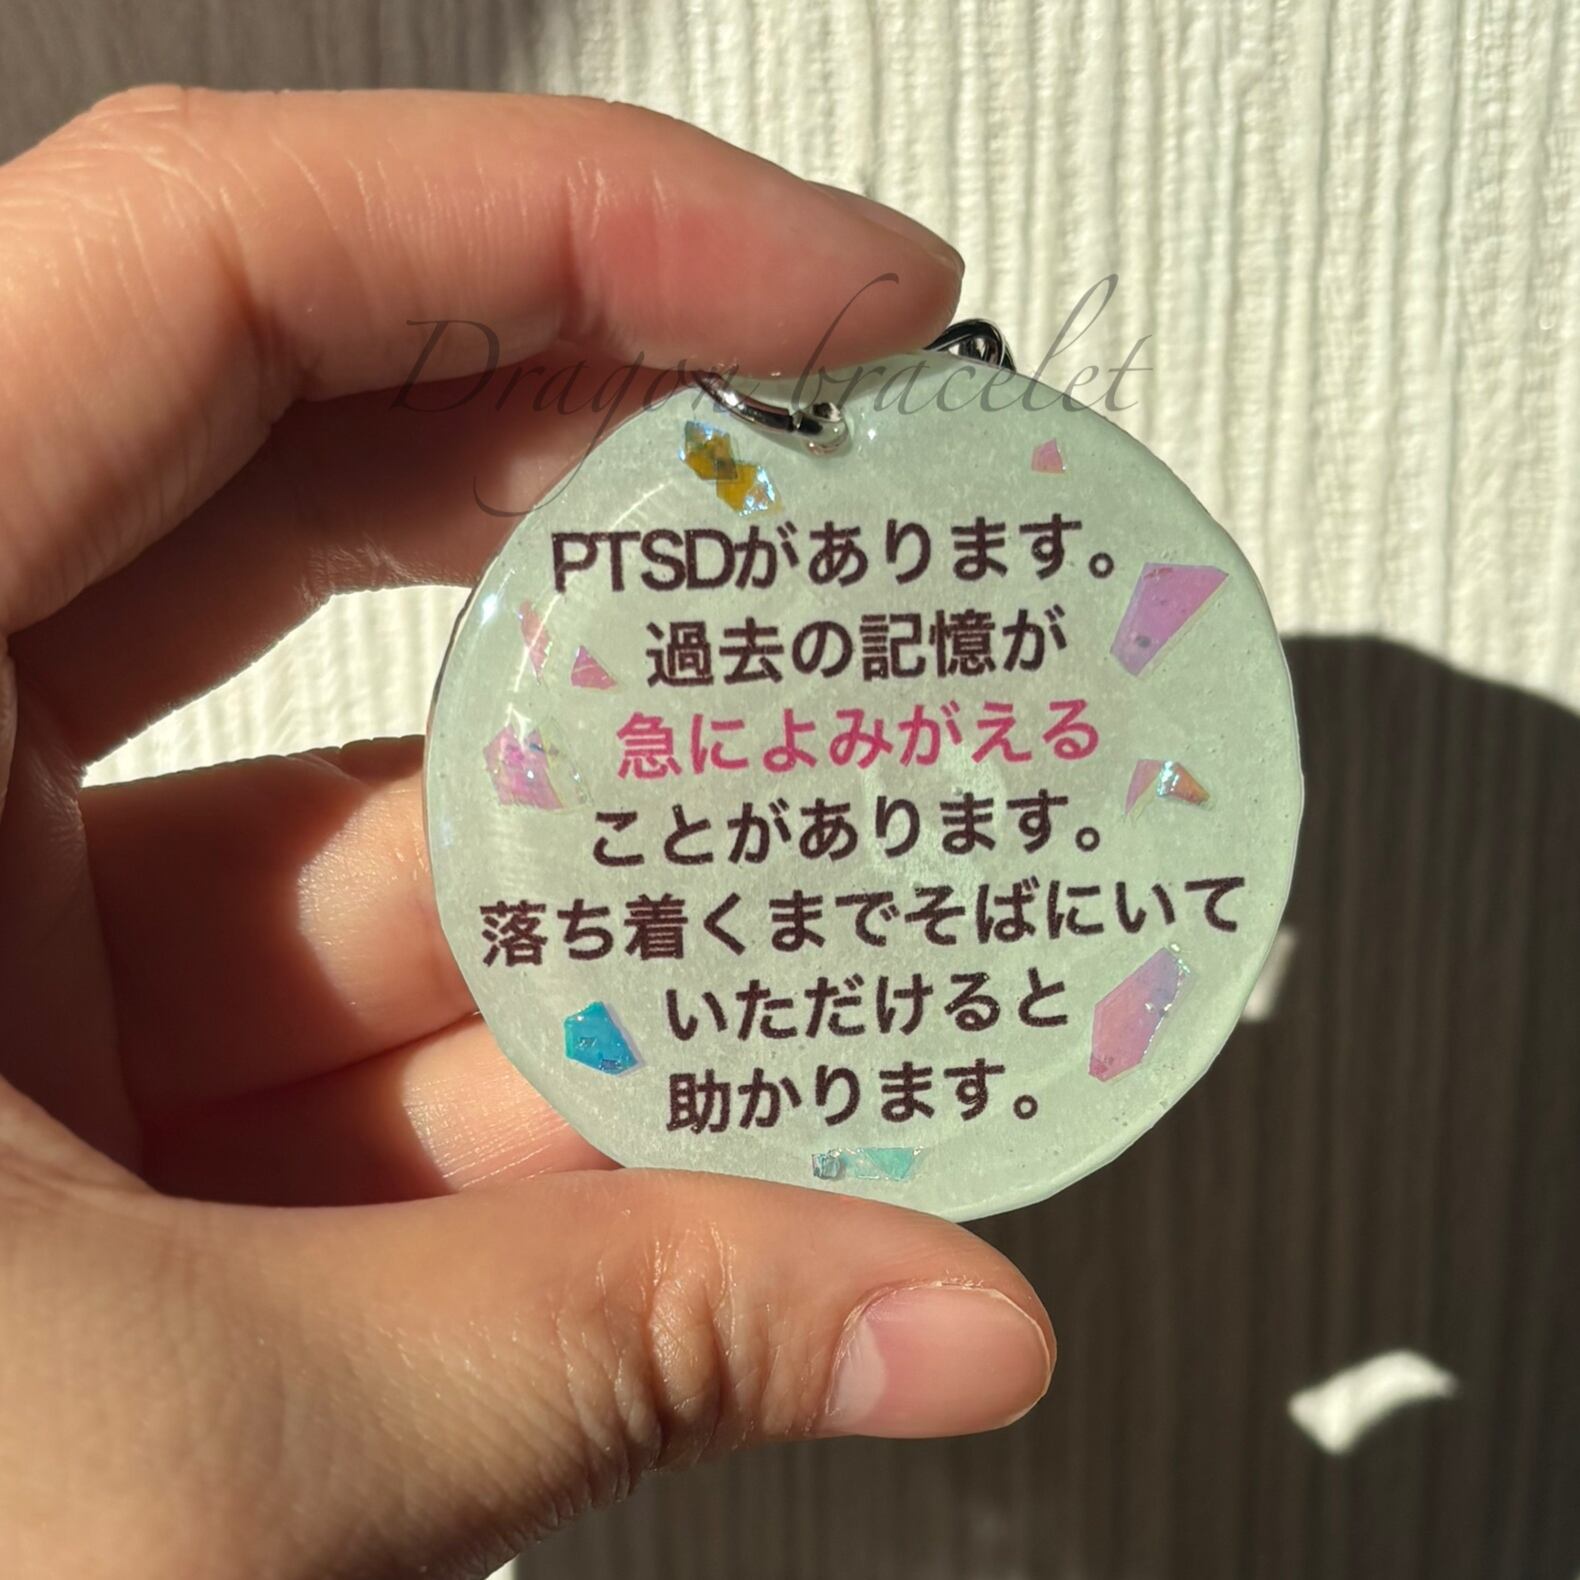 Dragon bracelet
PTSDがあります。
過去の記憶が
急によみがえる
ことがあります。
落ち着くまでそばにいて
いただけると
助かります。